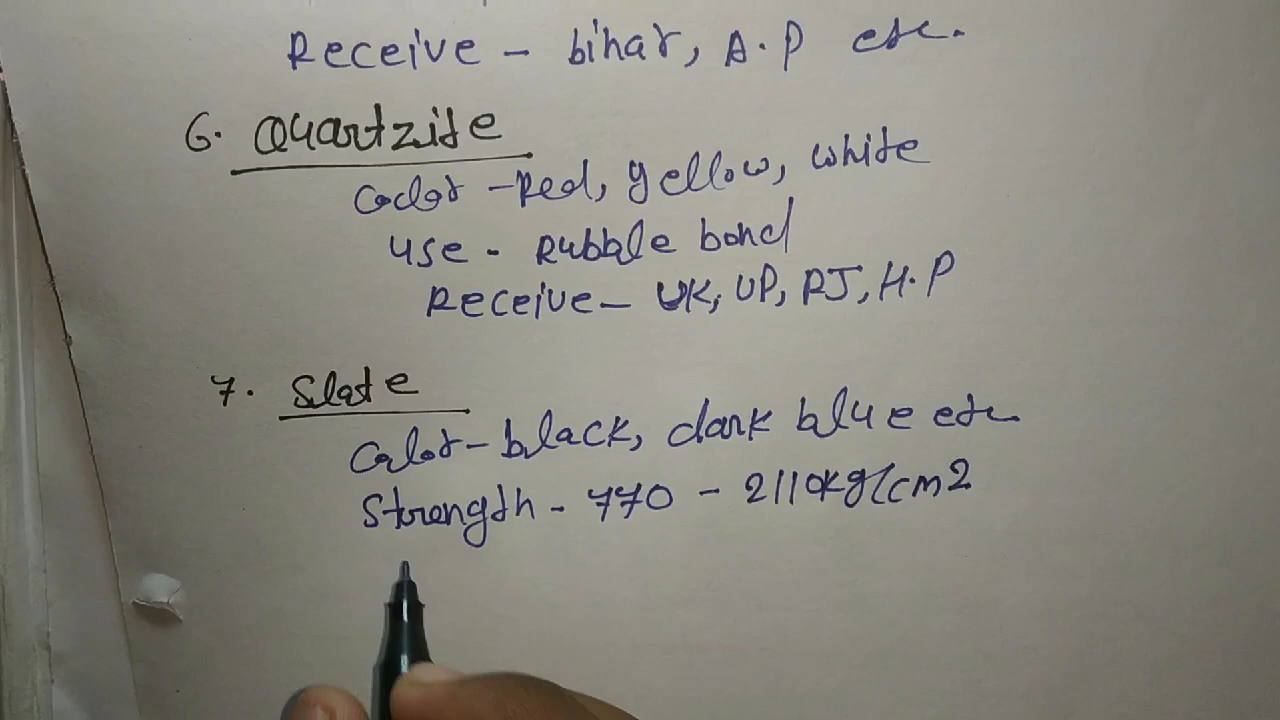 Receive - bihar, A.P etc.
6. Quartzite
Color - Red, yellow, white
Use - Rubble bond
Receive - UK, UP, RJ, H.P
7. Slate
Color - black, dark blue etc
Strength - 770 - 2110kg/cm2